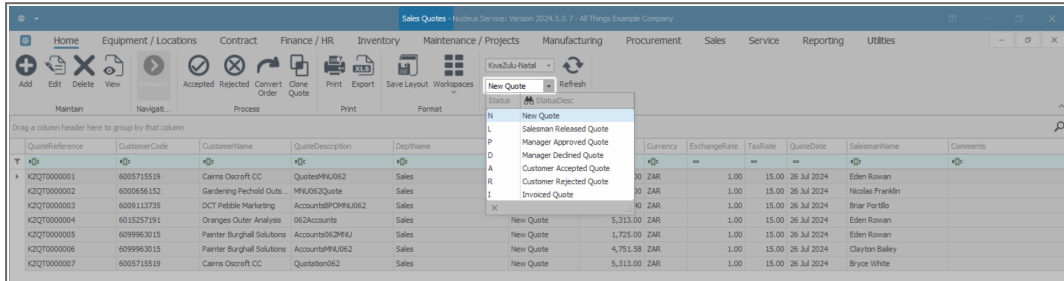 Sales Quotes - Nucleus Service: Version 2024.5.0.7 - All Things Example Company
Home Equipment / Locations Contract Finance / HR Inventory Maintenance / Projects Manufacturing Procurement Sales Service Reporting Utilities
Add Edit Delete View Forward Accepted Rejected Convert Order Clone Quote Print Export Save Layout Workspaces KwaZulu-Natal Refresh
New Quote
Maintain Navigati... Process Print Format
Status StatusDesc
N New Quote
L Salesman Released Quote
P Manager Approved Quote
D Manager Declined Quote
A Customer Accepted Quote
R Customer Rejected Quote
I Invoiced Quote
Drag a column header here to group by that column
QuoteReference CustomerCode CustomerName QuoteDescription DeptName Currency ExchangeRate TaxRate QuoteDate SalesmanName Comments
KZQT0000001 6005715519 Cairns Oscroft CC QuotesMNU062 Sales ZAR 1.00 15.00 26 Jul 2024 Eden Rowan
KZQT0000002 6000656152 Gardening Pechold Outs... MNU062Quote Sales ZAR 1.00 15.00 26 Jul 2024 Nicolas Franklin
KZQT0000003 6009113735 DCT Pebble Marketing AccountsBPOMNU062 Sales ZAR 1.00 15.00 26 Jul 2024 Briar Portillo
KZQT0000004 6015257191 Oranges Outer Analysis 062Accounts Sales New Quote 5,313.00 ZAR 1.00 15.00 26 Jul 2024 Eden Rowan
KZQT0000005 6099963015 Painter Burghall Solutions Accounts062MNU Sales New Quote 1,725.00 ZAR 1.00 15.00 26 Jul 2024 Eden Rowan
KZQT0000006 6099963015 Painter Burghall Solutions AccountsMNU062 Sales New Quote 4,751.58 ZAR 1.00 15.00 26 Jul 2024 Clayton Bailey
KZQT0000007 6005715519 Cairns Oscroft CC Quotation062 Sales New Quote 5,313.00 ZAR 1.00 15.00 26 Jul 2024 Bryce White